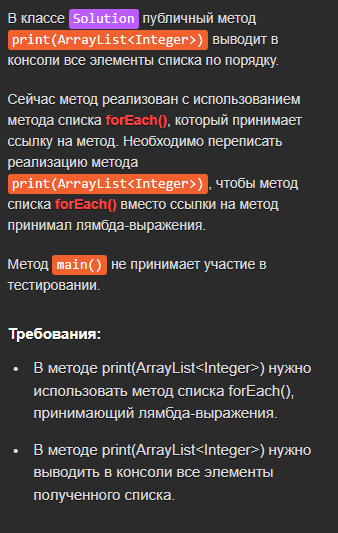 В классе Solution публичный метод
print(ArrayList<Integer>) выводит в
консоли все элементы списка по порядку.
Сейчас метод реализован с использованием
метода списка forEach(), который принимает
ссылку на метод. Необходимо переписать
реализацию метода
print(ArrayList<Integer>), чтобы метод
списка forEach() вместо ссылки на метод
принимал лямбда-выражения.
Метод main() не принимает участие в
тестировании.
Требования:
• В методе print(ArrayList<Integer>) нужно
использовать метод списка forEach(),
принимающий лямбда-выражения.
• В методе print(ArrayList<Integer>) нужно
выводить в консоли все элементы
полученного списка.